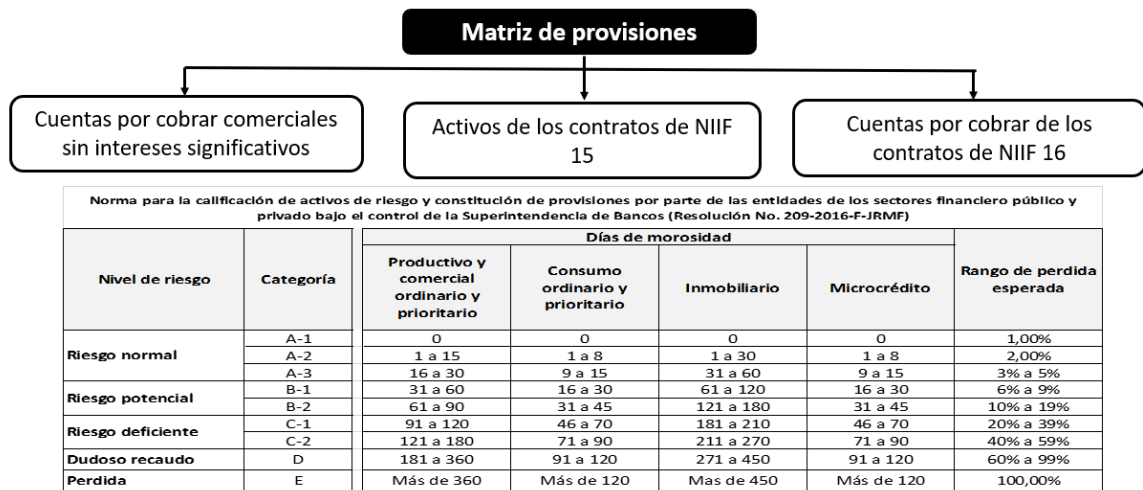 Matriz de provisiones
Cuentas por cobrar comerciales
sin intereses significativos
Activos de los contratos de NIIF
15
Cuentas por cobrar de los
contratos de NIIF 16
Norma para la calificación de activos de riesgo y constitución de provisiones por parte de las entidades de los sectores financiero público y
privado bajo el control de la Superintendencia de Bancos (Resolución No. 209-2016-F-JRMF)
Nivel de riesgo
Categoría
Días de morosidad
Productivo y
comercial
ordinario y
prioritario
Consumo
ordinario y
prioritario
Inmobiliario
Microcrédito
Rango de perdida
esperada
Riesgo normal
A-1 0 0 0 0 1,00%
A-2 1 a 15 1 a 8 1 a 30 1 a 8 2,00%
A-3 16 a 30 9 a 15 31 a 60 9 a 15 3% a 5%
Riesgo potencial
B-1 31 a 60 16 a 30 61 a 120 16 a 30 6% a 9%
B-2 61 a 90 31 a 45 121 a 180 31 a 45 10% a 19%
Riesgo deficiente
C-1 91 a 120 46 a 70 181 a 210 46 a 70 20% a 39%
C-2 121 a 180 71 a 90 211 a 270 71 a 90 40% a 59%
Dudoso recaudo D 181 a 360 91 a 120 271 a 450 91 a 120 60% a 99%
Perdida E Más de 360 Más de 120 Mas de 450 Más de 120 100,00%